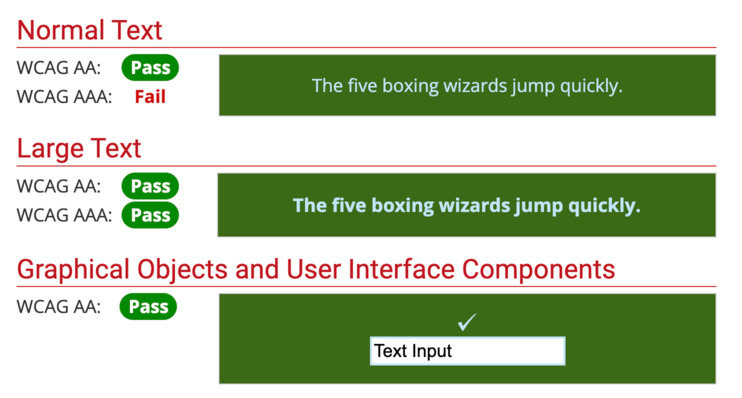 Normal Text
WCAG AA: Pass
WCAG AAA: Fail
The five boxing wizards jump quickly.
Large Text
WCAG AA: Pass
WCAG AAA: Pass
The five boxing wizards jump quickly.
Graphical Objects and User Interface Components
WCAG AA: Pass
✓
Text Input